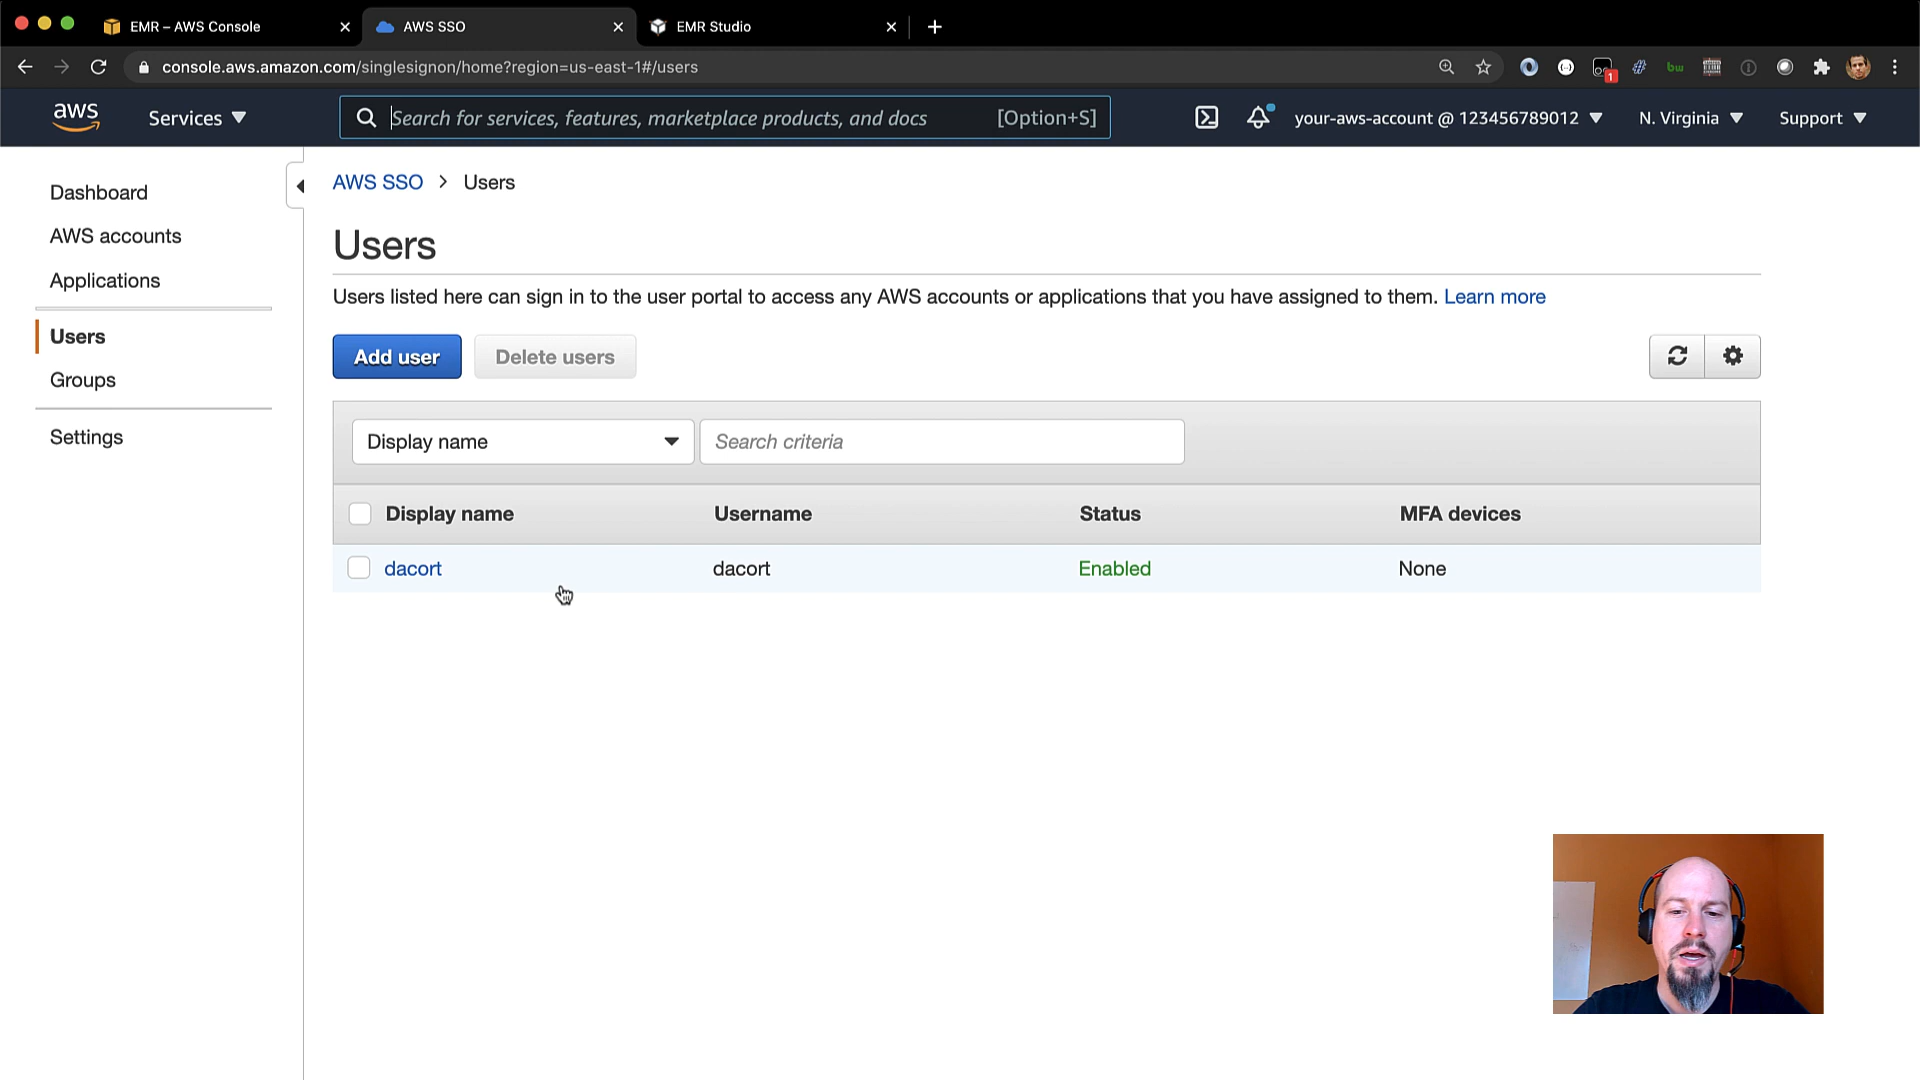 EMR – AWS Console
AWS SSO
EMR Studio
console.aws.amazon.com/singlesignon/home?region=us-east-1#/users
1
bw
aws
Services
Search for services, features, marketplace products, and docs
[Option+S]
your-aws-account @ 123456789012
N. Virginia
Support
Dashboard
AWS accounts
Applications
Users
Groups
Settings
AWS SSO > Users
Users
Users listed here can sign in to the user portal to access any AWS accounts or applications that you have assigned to them. Learn more
Add user
Delete users
Display name
Search criteria
Display name Username Status MFA devices
dacort dacort Enabled None